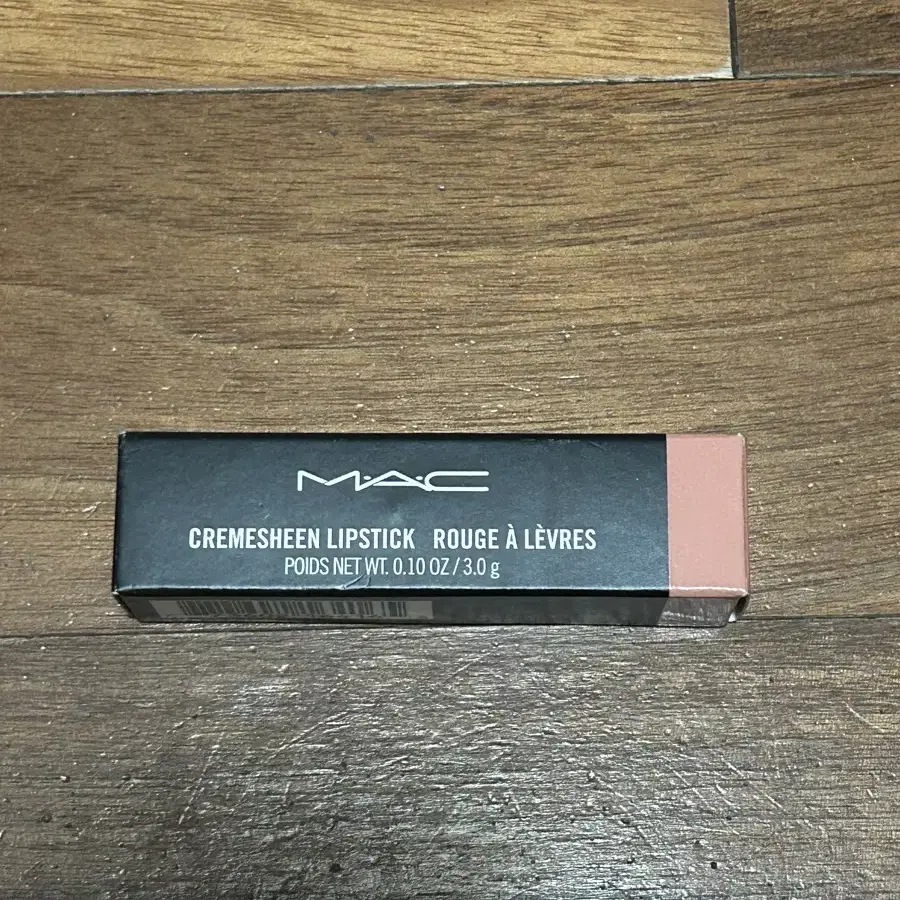 M·A·C
CREMESHEEN LIPSTICK ROUGE À LÈVRES
POIDS NET WT. 0.10 OZ / 3.0 g